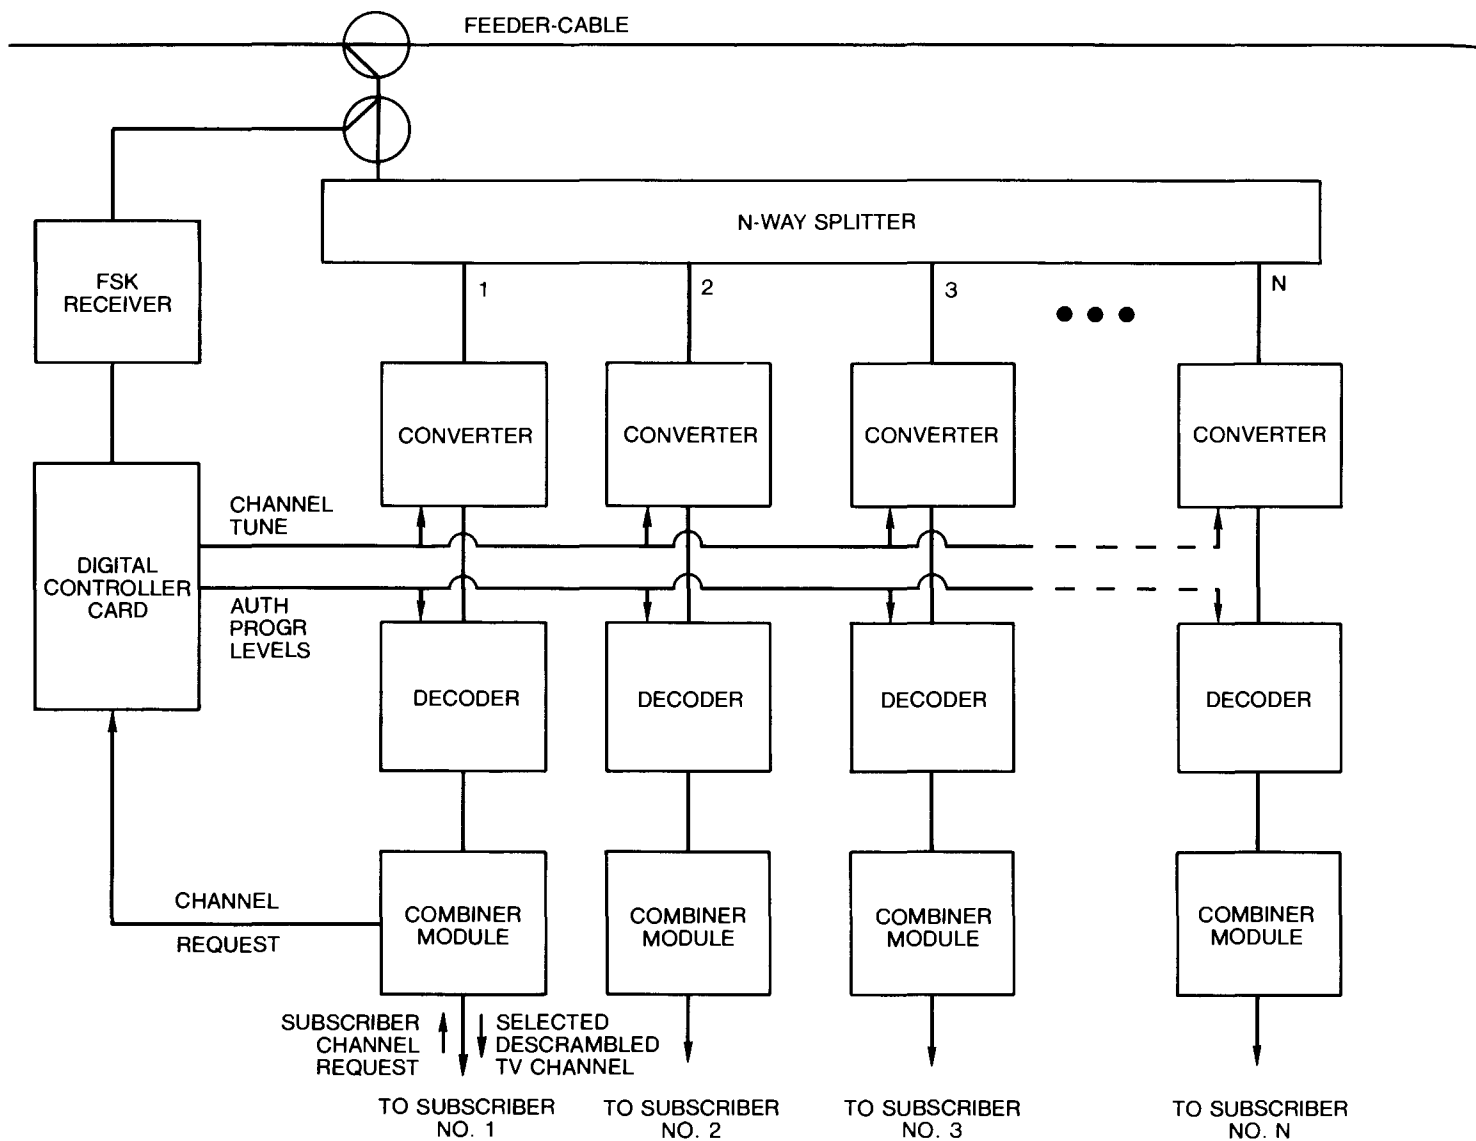 FEEDER-CABLE
N-WAY SPLITTER
FSK
RECEIVER
1
2
3
N
CONVERTER
CONVERTER
CONVERTER
CONVERTER
CHANNEL
TUNE
DIGITAL
CONTROLLER
CARD
AUTH
PROGR
LEVELS
DECODER
DECODER
DECODER
DECODER
CHANNEL
REQUEST
COMBINER
MODULE
COMBINER
MODULE
COMBINER
MODULE
COMBINER
MODULE
SUBSCRIBER
CHANNEL
REQUEST
SELECTED
DESCRAMBLED
TV CHANNEL
TO SUBSCRIBER
NO. 1
TO SUBSCRIBER
NO. 2
TO SUBSCRIBER
NO. 3
TO SUBSCRIBER
NO. N